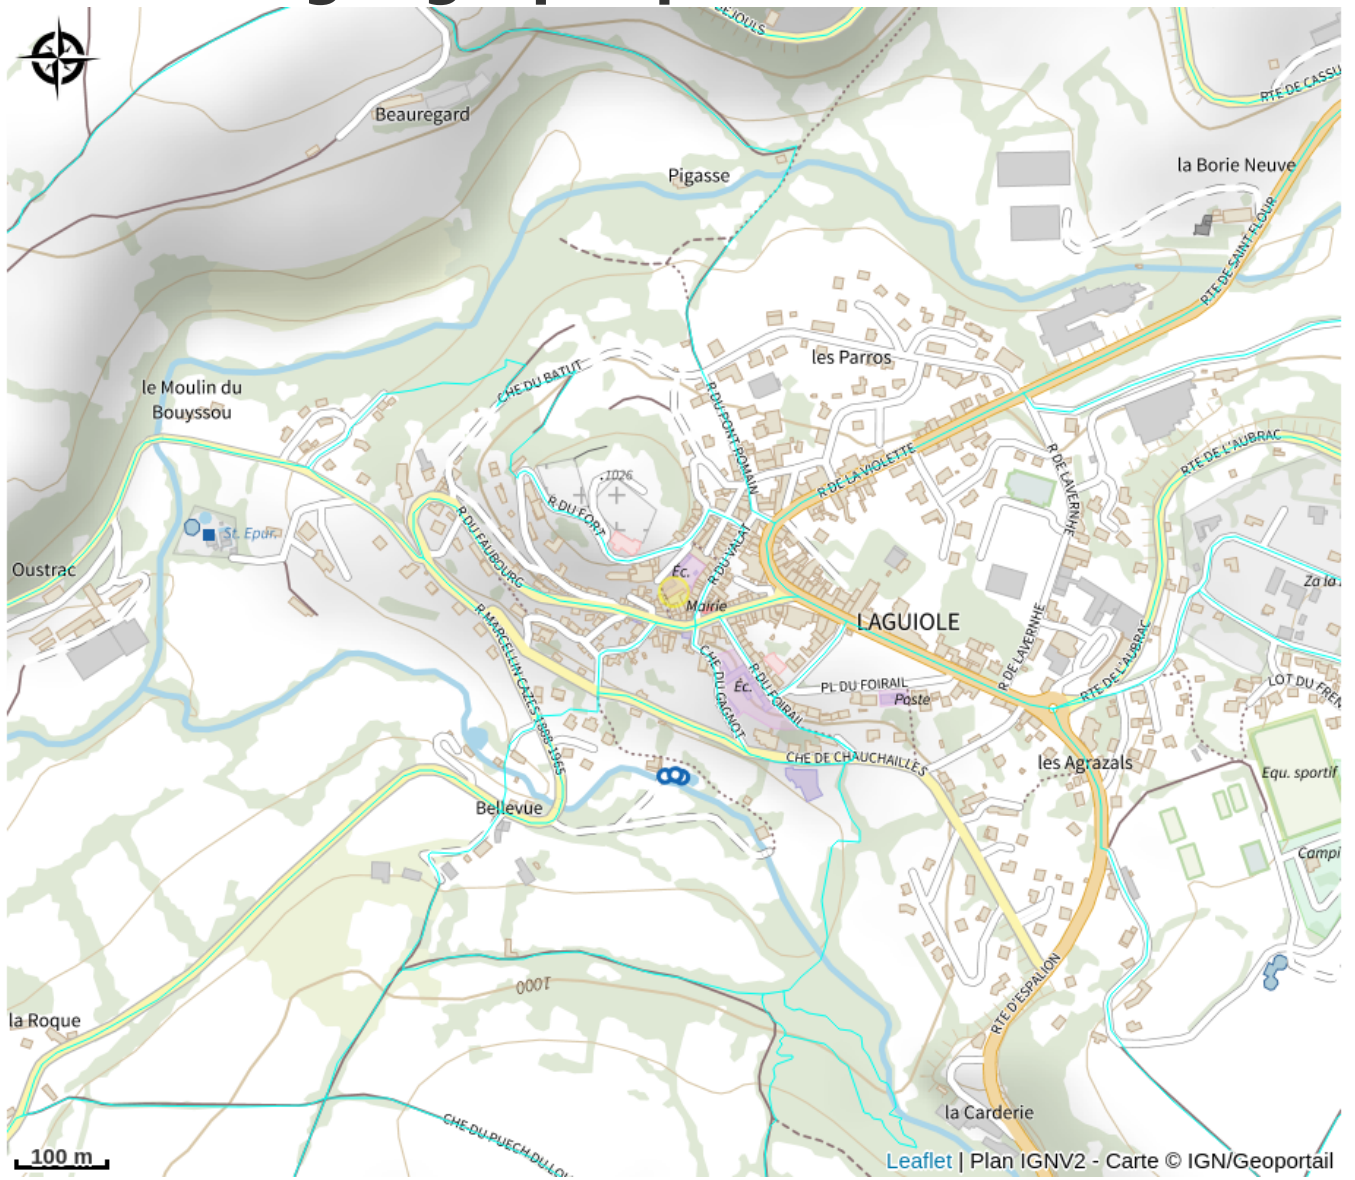 DEJOULS
RTE DE CASSU
Beauregard
la Borie Neuve
Pigasse
RTE DE SAINT FLOUR
les Parros
CHE DU BATUT
le Moulin du
Bouyssou
R DU PONT ROMAIN
R DE LA VIOLETTE
RTE DE L'AUBRAC
R DE LAVERNHE
1026
R DU FORT
St. Epur.
R DU FAUBOURG
R DU VALAT
Oustrac
Éc.
Za la
Mairie
LAGUIOLE
R MARCELLIN CAZES 1888-1965
R DE LAVERNHE
RTE DE L'AUBRAC
CHE DU GAGNOT
R DU FOIRAIL
Éc.
PL DU FOIRAIL
Poste
LOT DU FREN
CHE DE CHAUCHAILLES
les Agrazals
Equ. sportif
Bellevue
Campi
1000
RTE D'ESPALION
la Roque
la Carderie
CHE DU PUECH DU LOU
100 m
Leaflet | Plan IGNV2 - Carte © IGN/Geoportail